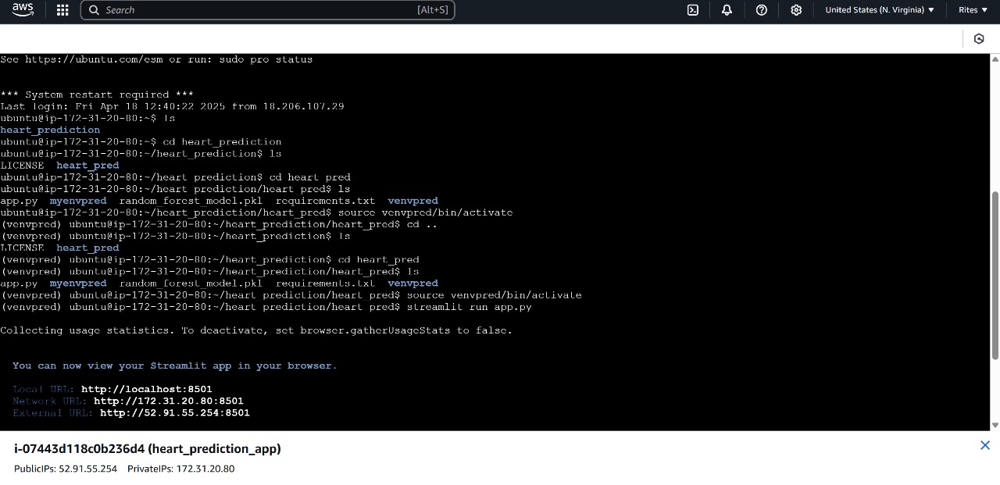 aws
Search
[Alt+S]
United States (N. Virginia)
Rites
See https://ubuntu.com/esm or run: sudo pro status
*** System restart required ***
Last login: Fri Apr 18 12:40:22 2025 from 18.206.107.29
ubuntu@ip-172-31-20-80:~$ ls
heart_prediction
ubuntu@ip-172-31-20-80:~$ cd heart_prediction
ubuntu@ip-172-31-20-80:~/heart_prediction$ ls
LICENSE heart_pred
ubuntu@ip-172-31-20-80:~/heart_prediction$ cd heart_pred
ubuntu@ip-172-31-20-80:~/heart_prediction/heart_pred$ ls
app.py myenvpred random_forest_model.pkl requirements.txt venvpred
ubuntu@ip-172-31-20-80:~/heart_prediction/heart_pred$ source venvpred/bin/activate
(venvpred) ubuntu@ip-172-31-20-80:~/heart_prediction/heart_pred$ cd ..
(venvpred) ubuntu@ip-172-31-20-80:~/heart_prediction$ ls
LICENSE heart_pred
(venvpred) ubuntu@ip-172-31-20-80:~/heart_prediction$ cd heart_pred
(venvpred) ubuntu@ip-172-31-20-80:~/heart_prediction/heart_pred$ ls
app.py myenvpred random_forest_model.pkl requirements.txt venvpred
(venvpred) ubuntu@ip-172-31-20-80:~/heart_prediction/heart_pred$ source venvpred/bin/activate
(venvpred) ubuntu@ip-172-31-20-80:~/heart_prediction/heart_pred$ streamlit run app.py
Collecting usage statistics. To deactivate, set browser.gatherUsageStats to false.
You can now view your Streamlit app in your browser.
Local URL: http://localhost:8501
Network URL: http://172.31.20.80:8501
External URL: http://52.91.55.254:8501
i-07443d118c0b236d4 (heart_prediction_app)
PublicIPs: 52.91.55.254 PrivateIPs: 172.31.20.80